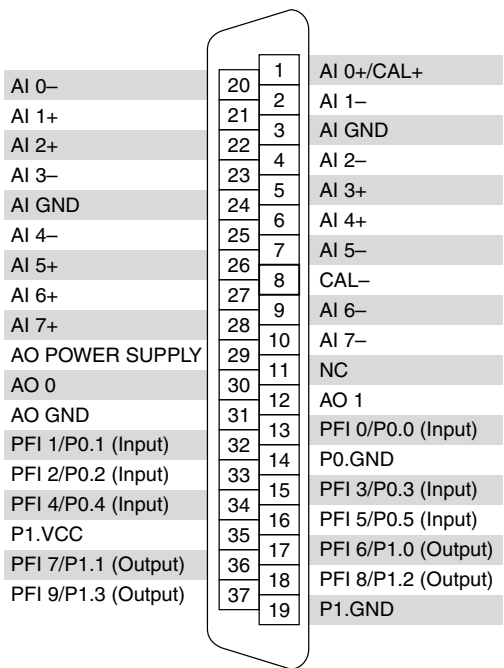 AI 0–
AI 1+
AI 2+
AI 3–
AI GND
AI 4–
AI 5+
AI 6+
AI 7+
AO POWER SUPPLY
AO 0
AO GND
PFI 1/P0.1 (Input)
PFI 2/P0.2 (Input)
PFI 4/P0.4 (Input)
P1.VCC
PFI 7/P1.1 (Output)
PFI 9/P1.3 (Output)
20
21
22
23
24
25
26
27
28
29
30
31
32
33
34
35
36
37
1
2
3
4
5
6
7
8
9
10
11
12
13
14
15
16
17
18
19
AI 0+/CAL+
AI 1–
AI GND
AI 2–
AI 3+
AI 4+
AI 5–
CAL–
AI 6–
AI 7–
NC
AO 1
PFI 0/P0.0 (Input)
P0.GND
PFI 3/P0.3 (Input)
PFI 5/P0.5 (Input)
PFI 6/P1.0 (Output)
PFI 8/P1.2 (Output)
P1.GND